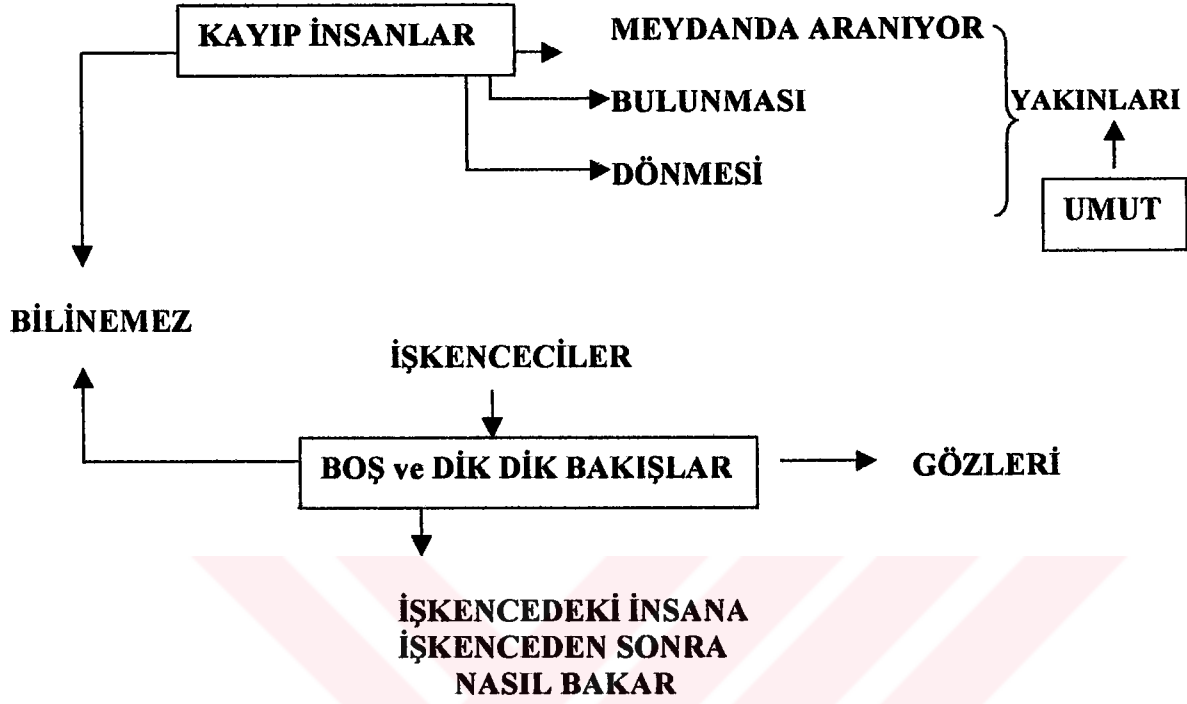 KAYIP İNSANLAR
MEYDANDA ARANIYOR
BULUNMASI
YAKINLARI
DÖNMESİ
UMUT
BİLİNEMEZ
İŞKENCECİLER
BOŞ ve DİK DİK BAKIŞLAR
GÖZLERİ
İŞKENCEDEKİ İNSANA
İŞKENCEDEN SONRA
NASIL BAKAR